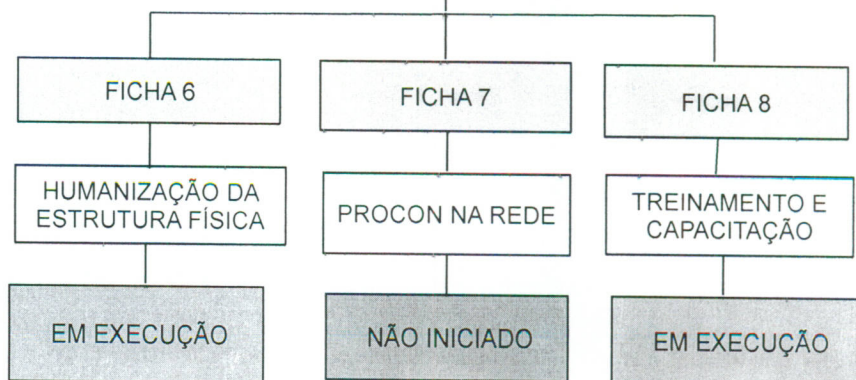 FICHA 6
FICHA 7
FICHA 8
HUMANIZAÇÃO DA
ESTRUTURA FÍSICA
PROCON NA REDE
TREINAMENTO E
CAPACITAÇÃO
EM EXECUÇÃO
NÃO INICIADO
EM EXECUÇÃO